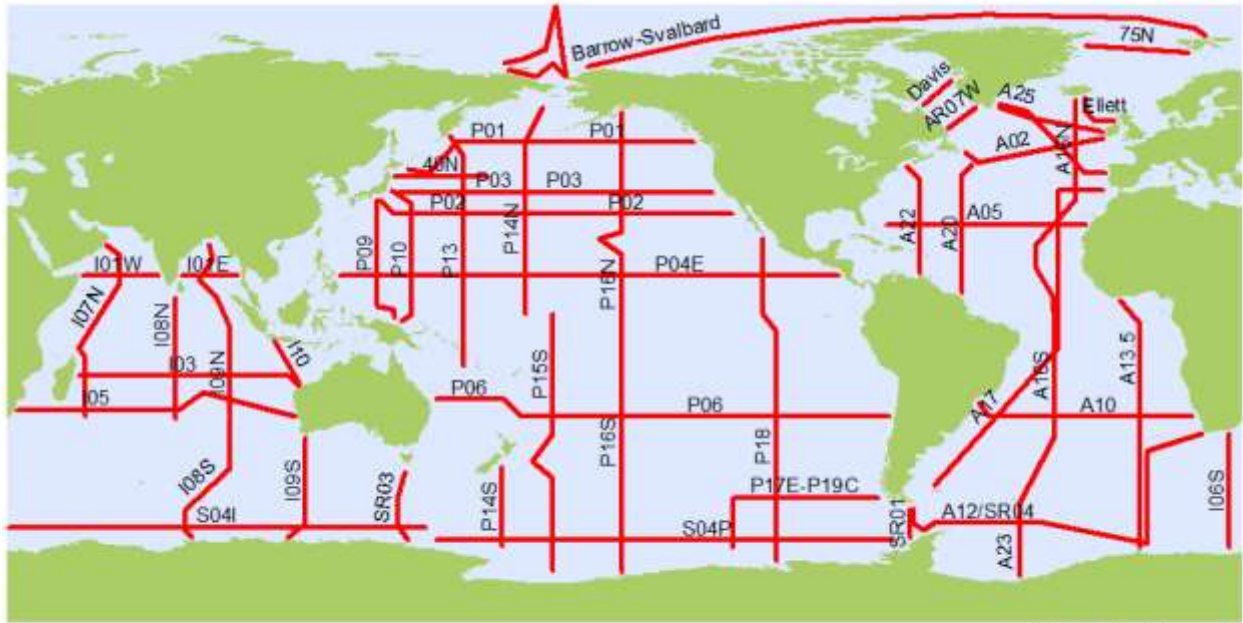 Barrow-Svalbard
75N
Davis
AR07W
A25
Ellett
P01
P01
A02
A16N
40N
P03
P03
P02
P02
P14N
A22
A20
A05
P09
P10
P13
I01W
I01E
P04E
P16N
I07N
I08N
I09N
I10
I03
P15S
A16S
A13.5
I05
P06
P06
P16S
P18
A17
A10
I08S
I09S
SR03
P14S
P17E-P19C
SR01
A12/SR04
I06S
S04I
S04P
A23